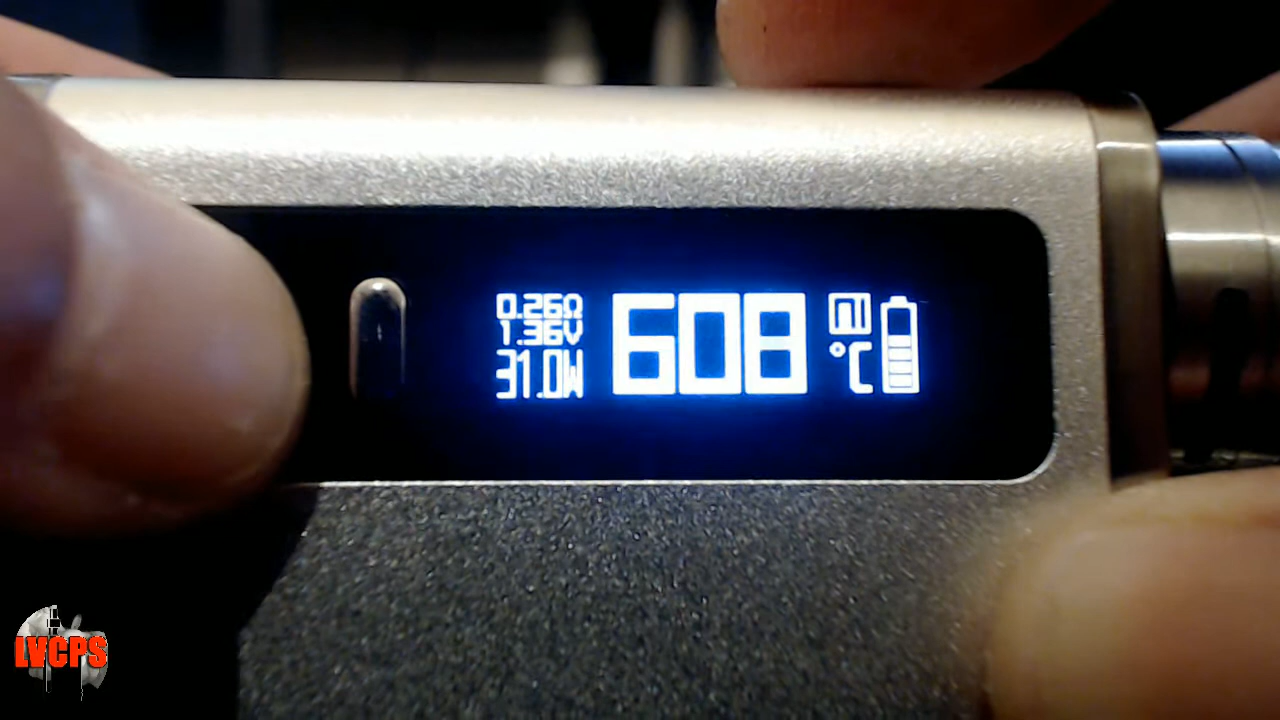 0.26Ω
1.36V
31.0W
608
NI
°C
LVCPS